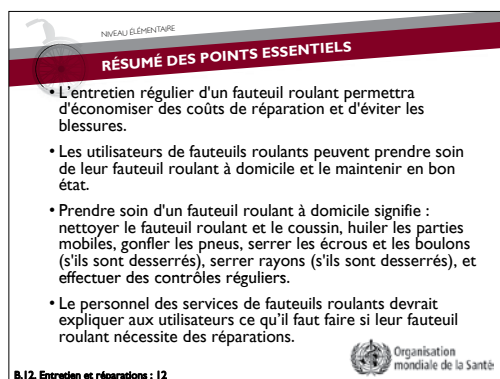 NIVEAU ÉLÉMENTAIRE
RÉSUMÉ DES POINTS ESSENTIELS
• L'entretien régulier d'un fauteuil roulant permettra
d'économiser des coûts de réparation et d'éviter les
blessures.
• Les utilisateurs de fauteuils roulants peuvent prendre soin
de leur fauteuil roulant à domicile et le maintenir en bon
état.
• Prendre soin d'un fauteuil roulant à domicile signifie :
nettoyer le fauteuil roulant et le coussin, huiler les parties
mobiles, gonfler les pneus, serrer les écrous et les boulons
(s'ils sont desserrés), serrer rayons (s'ils sont desserrés), et
effectuer des contrôles réguliers.
• Le personnel des services de fauteuils roulants devrait
expliquer aux utilisateurs ce qu'il faut faire si leur fauteuil
roulant nécessite des réparations.
Organisation
mondiale de la Santé
B.12. Entretien et réparations : 12